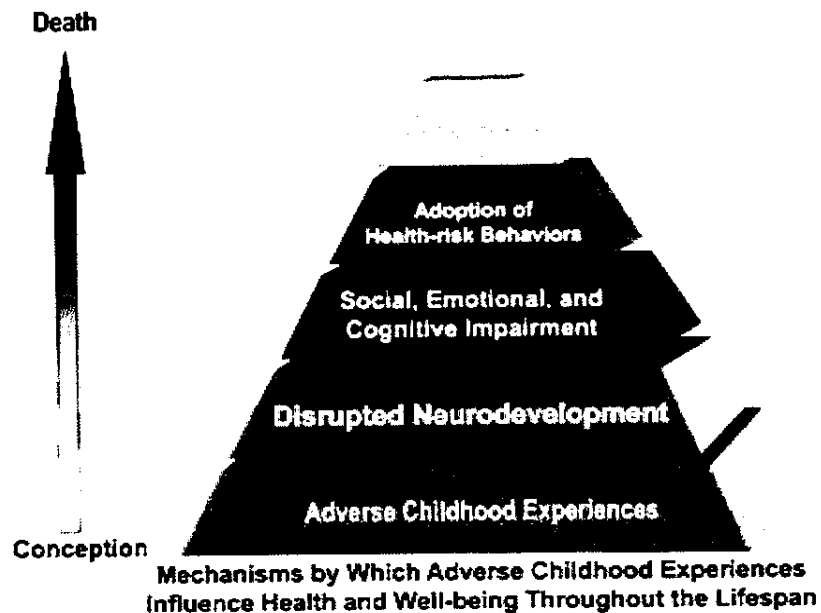 Death
Adoption of
Health-risk Behaviors
Social, Emotional, and
Cognitive Impairment
Disrupted Neurodevelopment
Adverse Childhood Experiences
Conception
Mechanisms by Which Adverse Childhood Experiences
Influence Health and Well-being Throughout the Lifespan